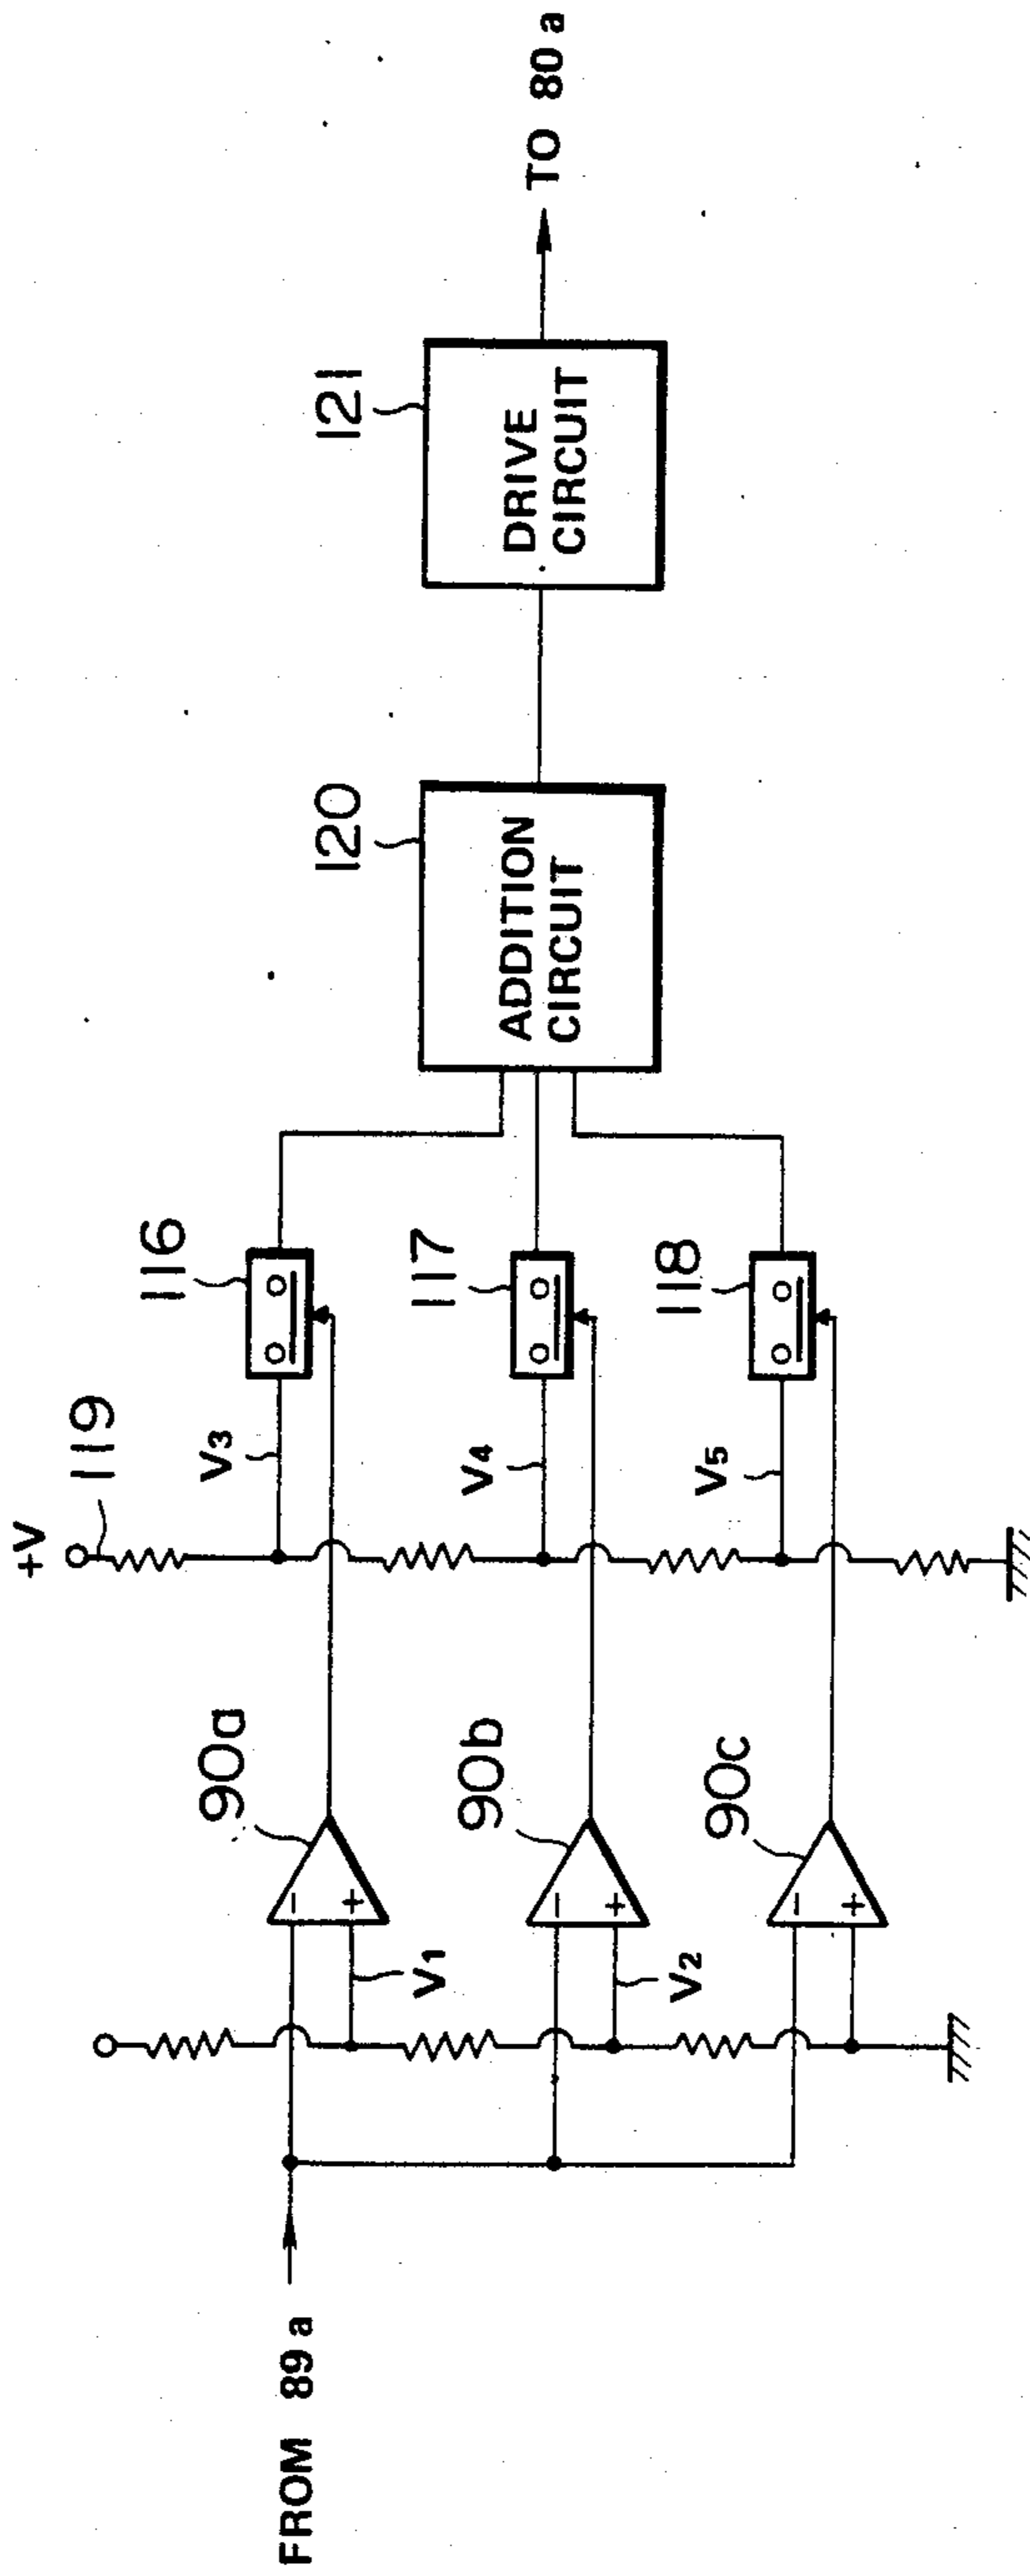 FROM 89a
90a
V1
90b
V2
90c
+V
119
V3
116
V4
117
V5
118
120
ADDITION
CIRCUIT
121
DRIVE
CIRCUIT
TO 80a